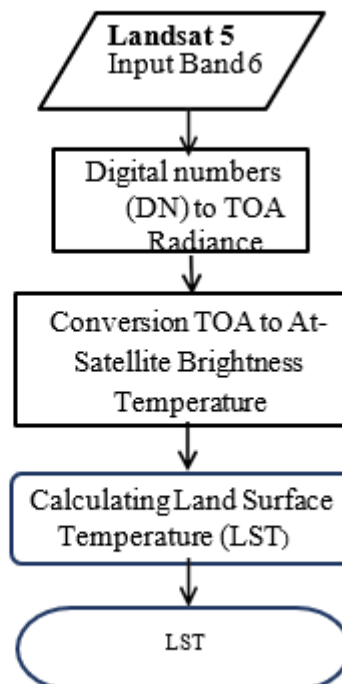 Landsat 5
Input Band 6
Digital numbers
(DN) to TOA
Radiance
Conversion TOA to At-
Satellite Brightness
Temperature
Calculating Land Surface
Temperature (LST)
LST